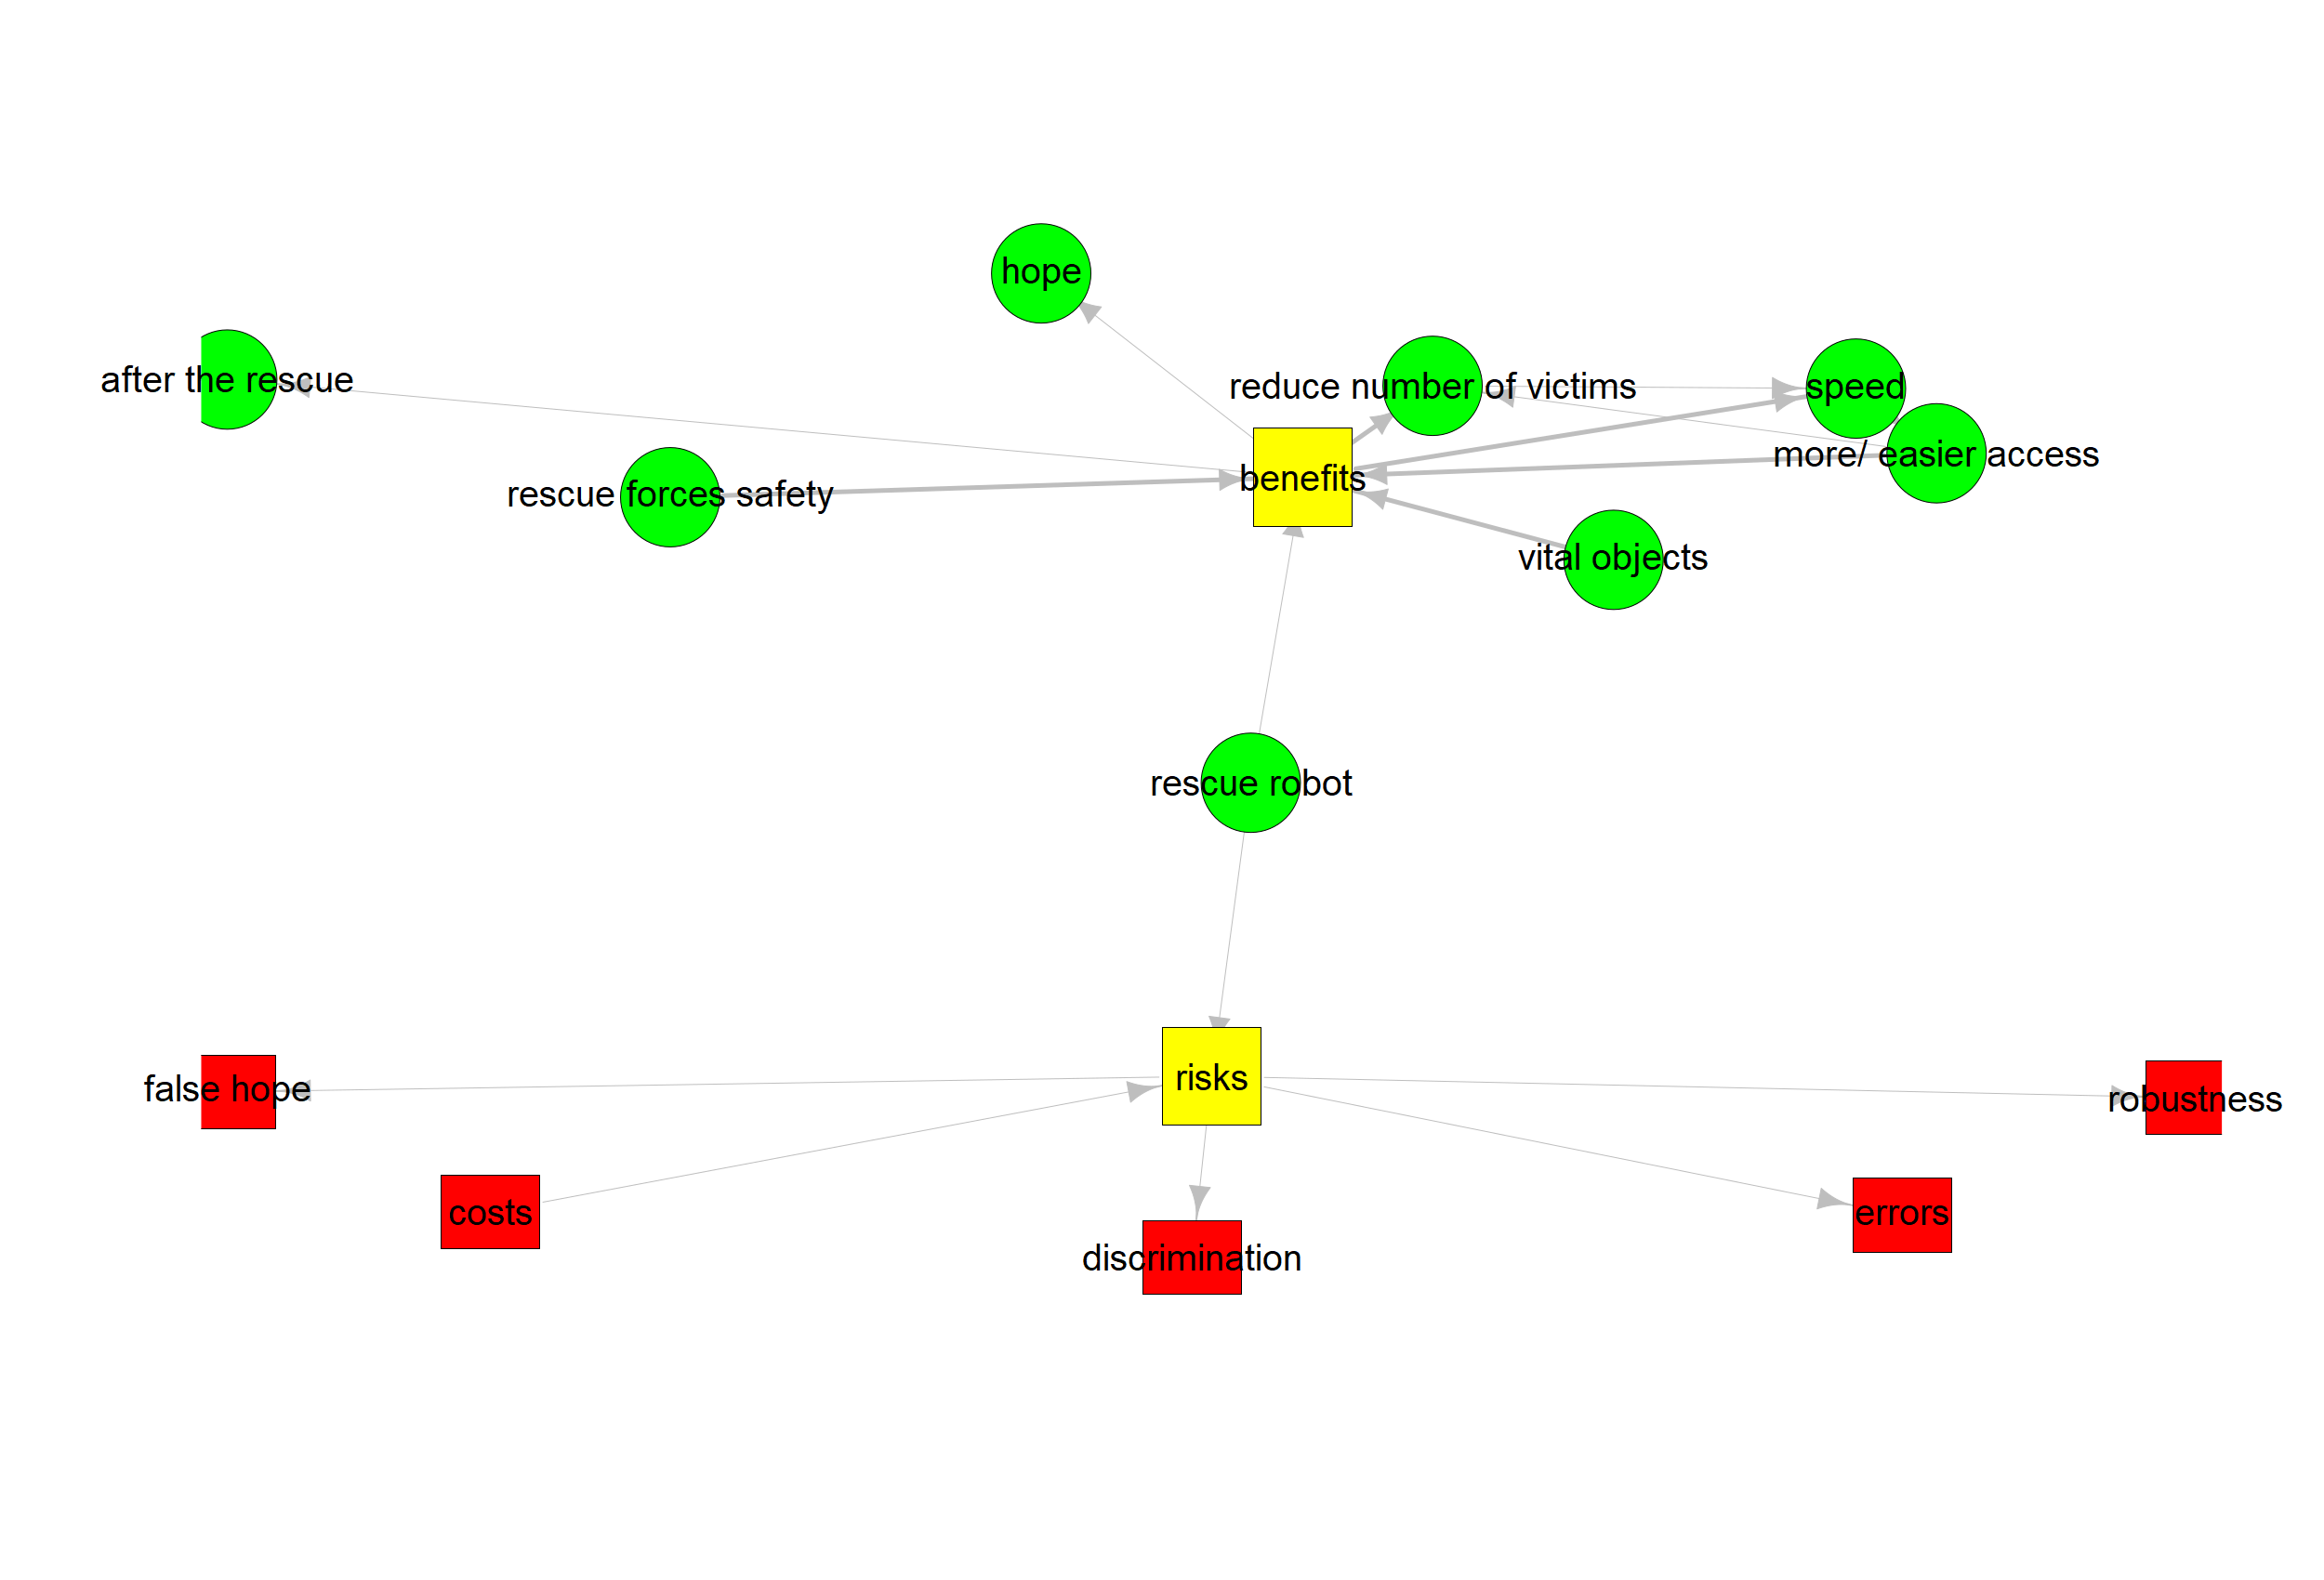 hope
after the rescue
reduce number of victims
speed
more/ easier access
benefits
rescue forces safety
vital objects
rescue robot
risks
false hope
robustness
costs
errors
discrimination